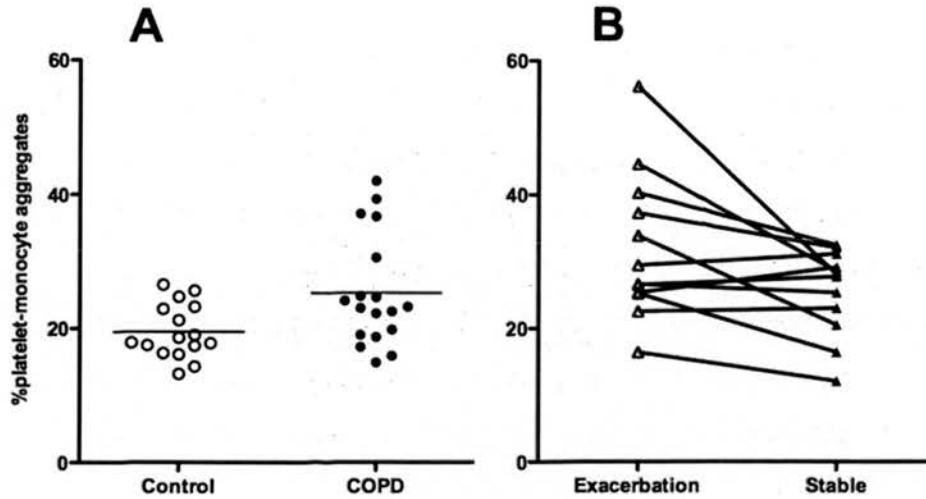 A
B
%platelet-monocyte aggregates
60
40
20
0
Control
COPD
60
40
20
0
Exacerbation
Stable